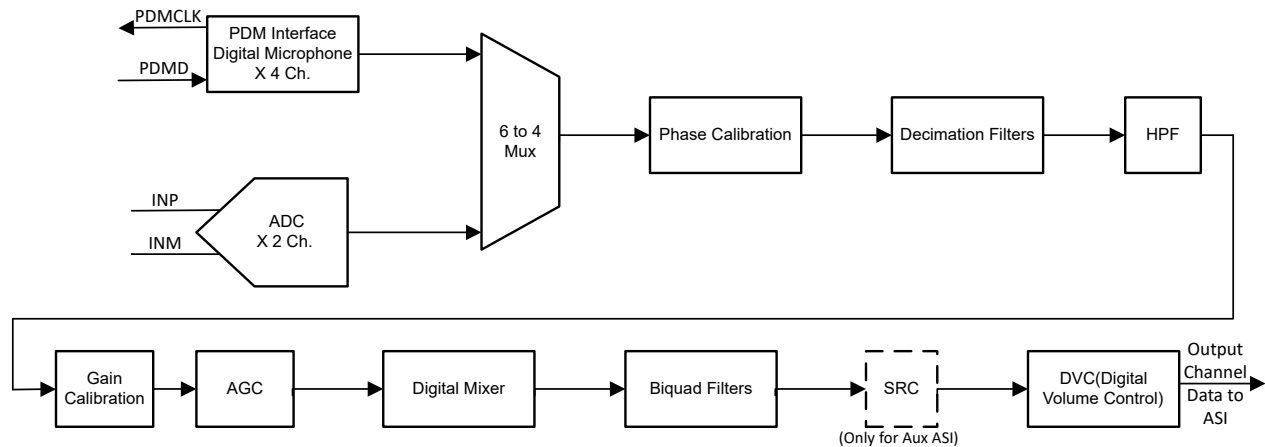 PDMCLK
PDMD
PDM Interface
Digital Microphone
X 4 Ch.
INP
INM
ADC
X 2 Ch.
6 to 4
Mux
Phase Calibration
Decimation Filters
HPF
Gain
Calibration
AGC
Digital Mixer
Biquad Filters
SRC
(Only for Aux ASI)
DVC(Digital
Volume Control)
Output
Channel
Data to
ASI